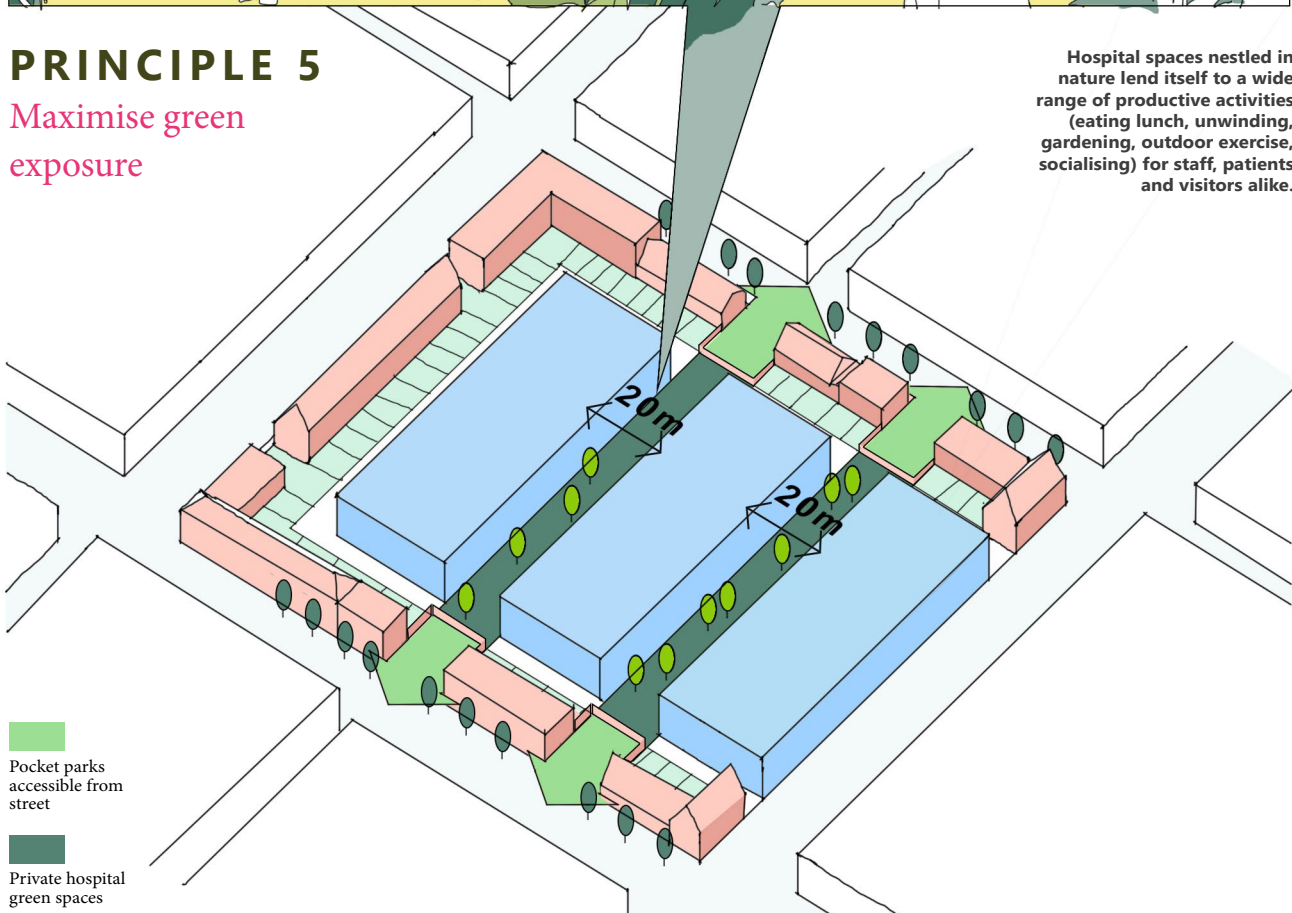 PRINCIPLE 5
Maximise green
exposure
Hospital spaces nestled in
nature lend itself to a wide
range of productive activities
(eating lunch, unwinding,
gardening, outdoor exercise,
socialising) for staff, patients
and visitors alike.
20m
20m
Pocket parks
accessible from
street
Private hospital
green spaces